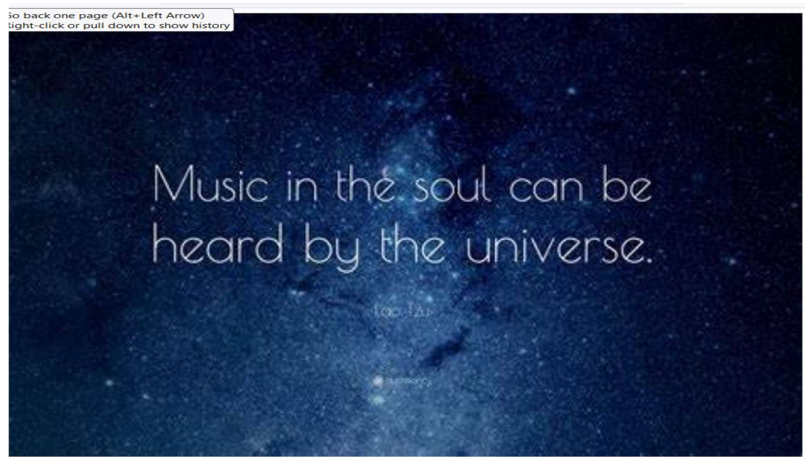 Go back one page (Alt+Left Arrow)
Right-click or pull down to show history
Music in the soul can be
heard by the universe.
Lao Tzu